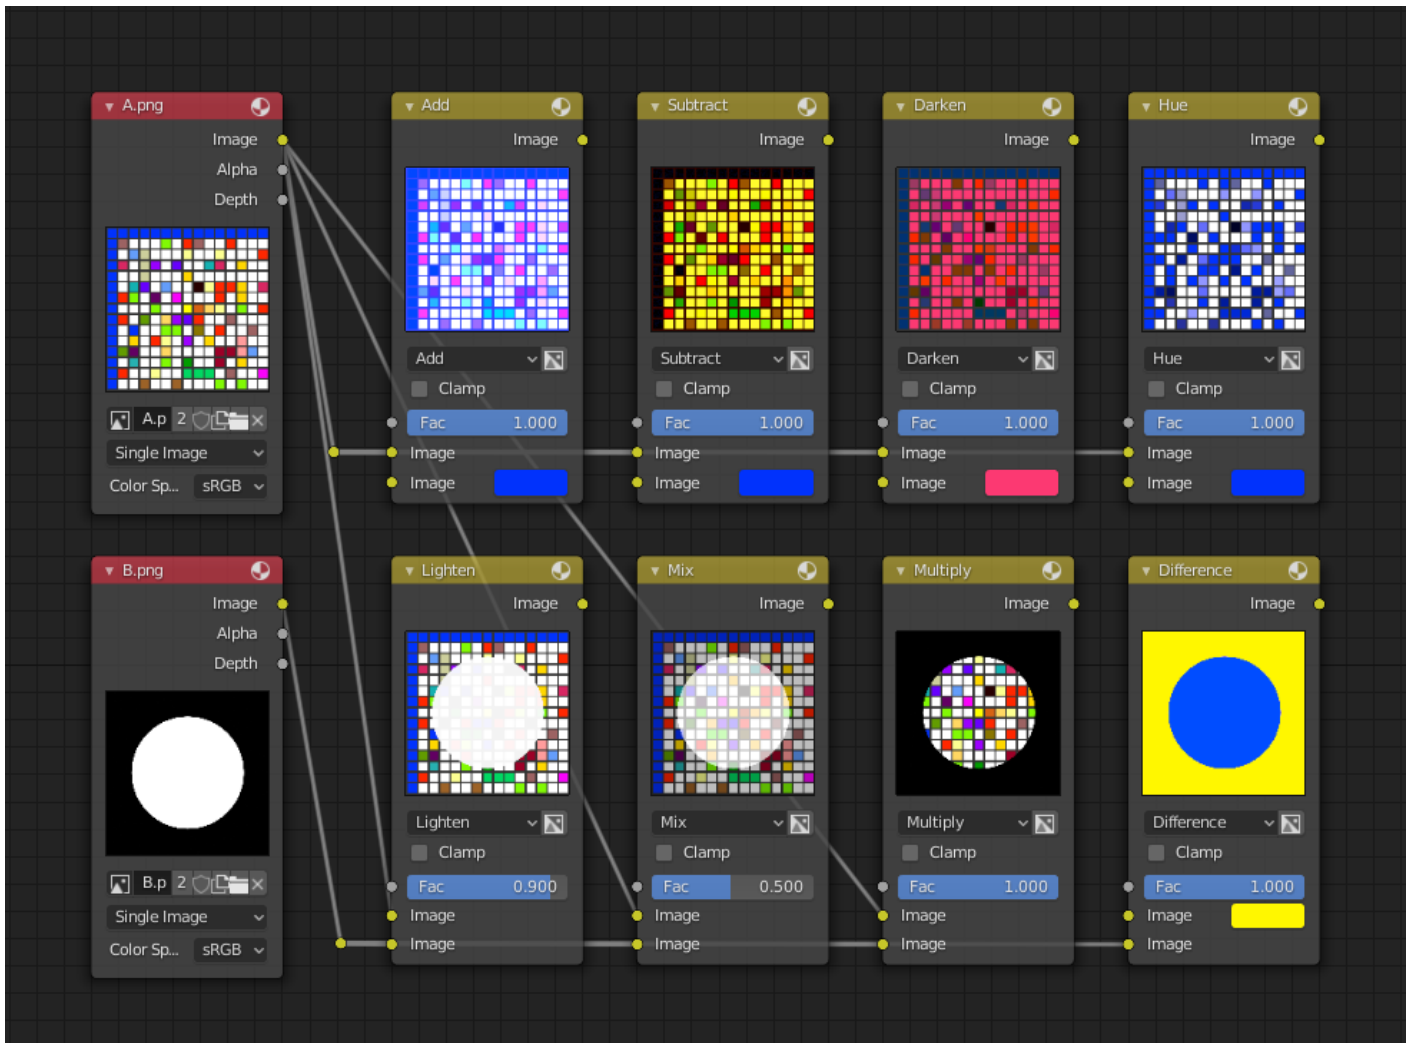 A.png
Image
Alpha
Depth
A.p 2
Single Image
Color Sp... sRGB
Add
Image
Add
Clamp
Fac 1.000
Image
Image
Subtract
Image
Subtract
Clamp
Fac 1.000
Image
Image
Darken
Image
Darken
Clamp
Fac 1.000
Image
Image
Hue
Image
Hue
Clamp
Fac 1.000
Image
Image
B.png
Image
Alpha
Depth
B.p 2
Single Image
Color Sp... sRGB
Lighten
Image
Lighten
Clamp
Fac 0.900
Image
Image
Mix
Image
Mix
Clamp
Fac 0.500
Image
Image
Multiply
Image
Multiply
Clamp
Fac 1.000
Image
Image
Difference
Image
Difference
Clamp
Fac 1.000
Image
Image